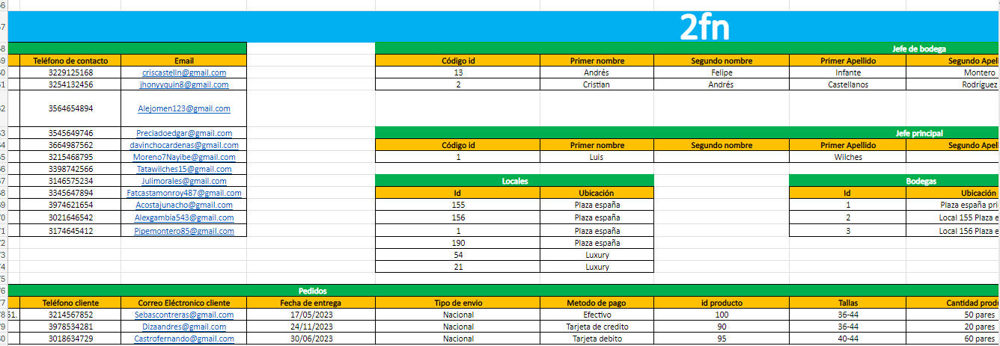 2fn
Jefe de bodega
Teléfono de contacto Email Código id Primer nombre Segundo nombre Primer Apellido Segundo Apell
3229125168 criscastelln@gmail.com 13 Andrés Felipe Infante Montero
3254132456 jhonyvquin8@gmail.com 2 Cristian Andrés Castellanos Rodríguez
3564654894 Alejomen123@gmail.com
3545649746 Preciadoedgar@gmail.com Jefe principal
3664987562 davinchocardenas@gmail.com Código id Primer nombre Segundo nombre Primer Apellido Segundo Apell
3215468795 Moreno7Nayibe@gmail.com 1 Luis Wilches
3398742566 Tatawilches15@gmail.com
3146575234 Julimorales@gmail.com Locales Bodegas
3345647894 Fatcastamonroy487@gmail.com Id Ubicación Id Ubicación
3974621654 Acostajunacho@gmail.com 155 Plaza españa 1 Plaza españa pri
3021646542 Alexgambia543@gmail.com 156 Plaza españa 2 Local 155 Plaza e
3174645412 Pipemontero85@gmail.com 1 Plaza españa 3 Local 156 Plaza e
190 Plaza españa
54 Luxury
21 Luxury
Pedidos
Teléfono cliente Correo Eléctronico cliente Fecha de entrega Tipo de envio Metodo de pago id producto Tallas Cantidad prod
51. 3214567852 Sebascontreras@gmail.com 17/05/2023 Nacional Efectivo 100 36-44 50 pares
3978534281 Dizaandres@gmail.com 24/11/2023 Nacional Tarjeta de credito 90 36-44 20 pares
3018634729 Castrofernando@gmail.com 30/06/2023 Nacional Tarjeta debito 95 40-44 60 pares